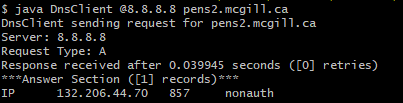 $ java DnsClient @8.8.8.8 pens2.mcgill.ca
DnsClient sending request for pens2.mcgill.ca
Server: 8.8.8.8
Request Type: A
Response received after 0.039945 seconds ([0] retries)
***Answer Section ([1] records)***
IP 132.206.44.70 857 nonauth